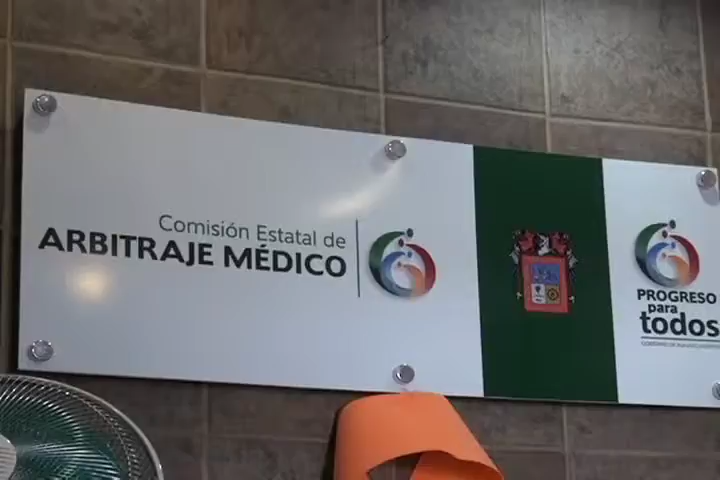 Comisión Estatal de
ARBITRAJE MÉDICO
PROGRESO
para
todos